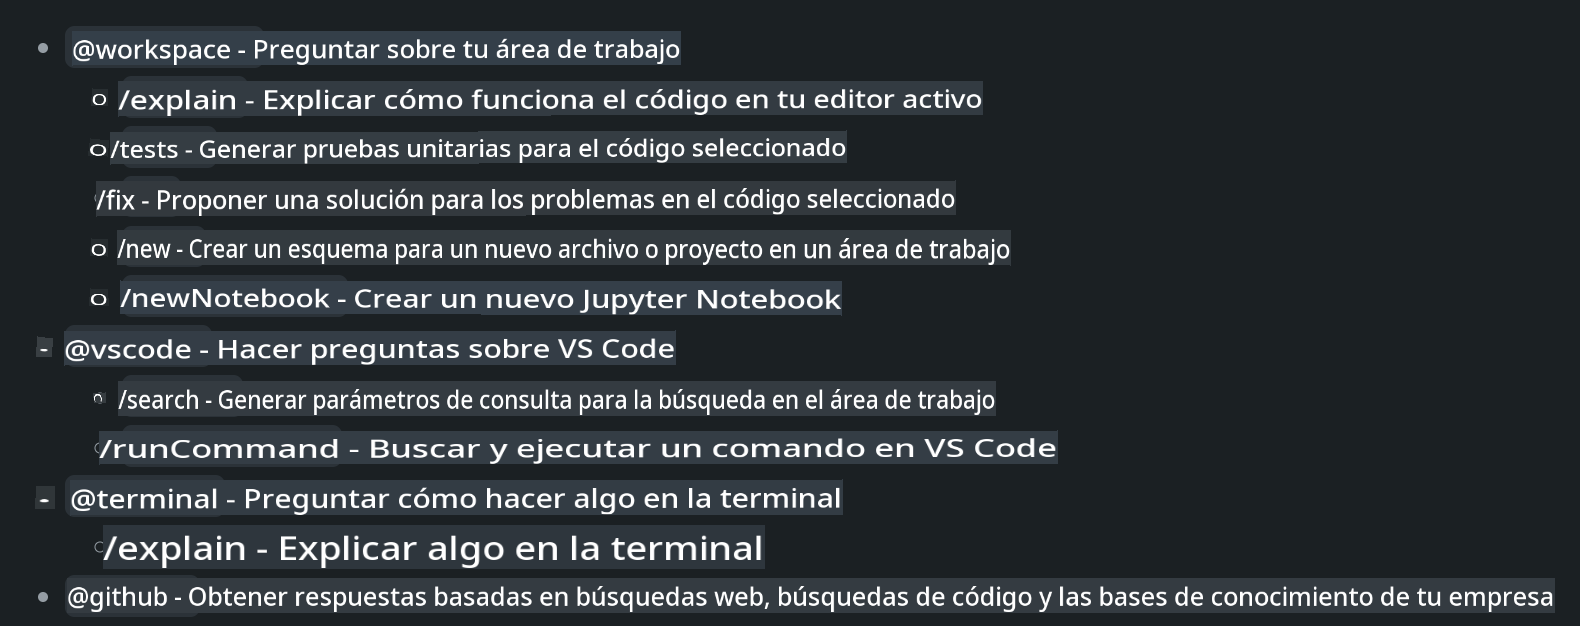 @workspace - Preguntar sobre tu área de trabajo
/explain - Explicar cómo funciona el código en tu editor activo
/tests - Generar pruebas unitarias para el código seleccionado
/fix - Proponer una solución para los problemas en el código seleccionado
/new - Crear un esquema para un nuevo archivo o proyecto en un área de trabajo
/newNotebook - Crear un nuevo Jupyter Notebook
- @vscode - Hacer preguntas sobre VS Code
/search - Generar parámetros de consulta para la búsqueda en el área de trabajo
/runCommand - Buscar y ejecutar un comando en VS Code
- @terminal - Preguntar cómo hacer algo en la terminal
/explain - Explicar algo en la terminal
@github - Obtener respuestas basadas en búsquedas web, búsquedas de código y las bases de conocimiento de tu empresa